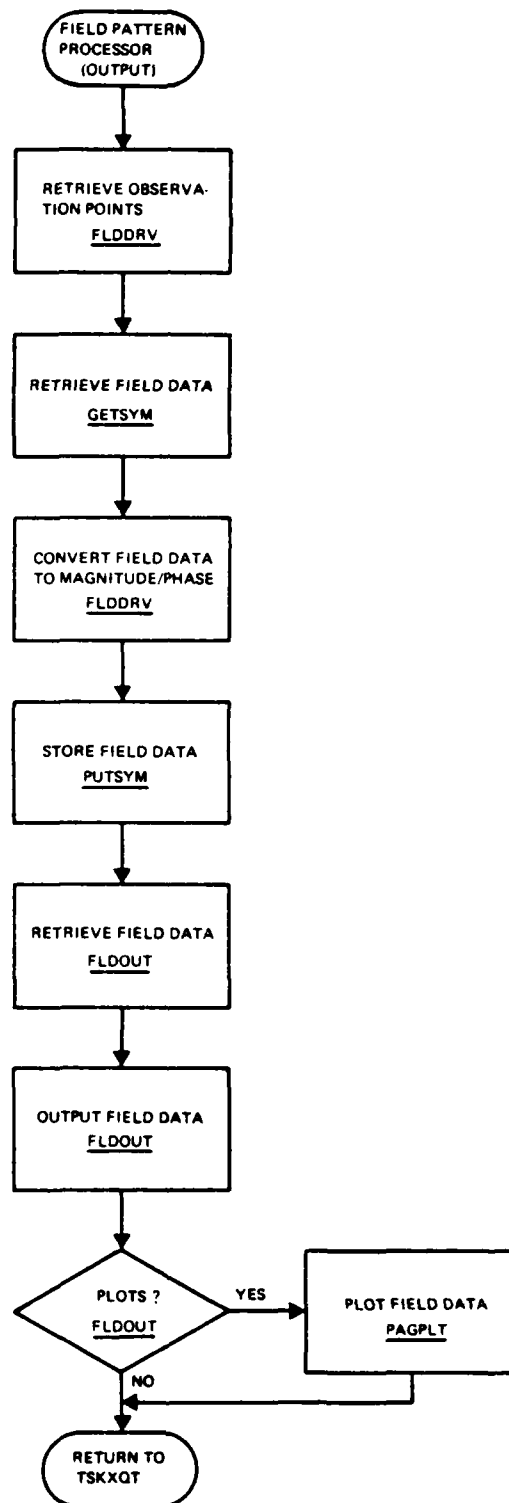 FIELD PATTERN
PROCESSOR
(OUTPUT)
RETRIEVE OBSERVA-
TION POINTS
FLDDRV
RETRIEVE FIELD DATA
GETSYM
CONVERT FIELD DATA
TO MAGNITUDE/PHASE
FLDDRV
STORE FIELD DATA
PUTSYM
RETRIEVE FIELD DATA
FLDOUT
OUTPUT FIELD DATA
FLDOUT
PLOTS ?
FLDOUT
YES
PLOT FIELD DATA
PAGPLT
NO
RETURN TO
TSKXQT